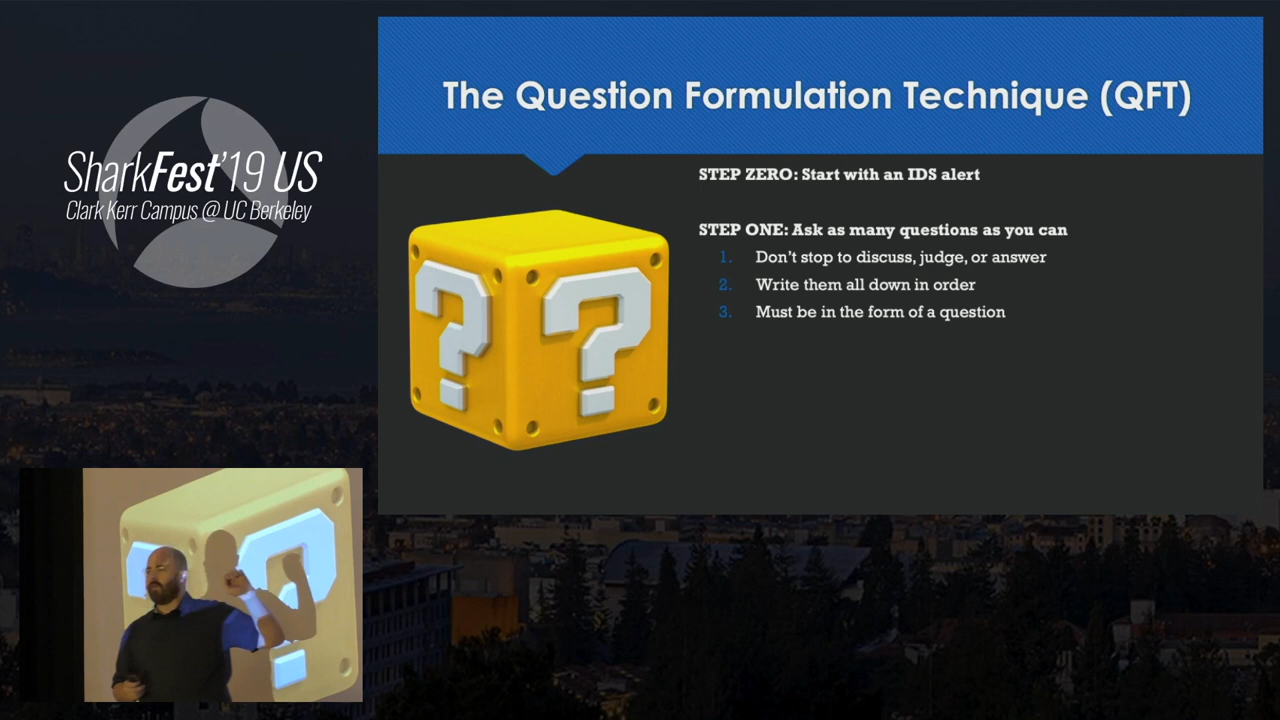 SharkFest'19 US
Clark Kerr Campus @ UC Berkeley
The Question Formulation Technique (QFT)
STEP ZERO: Start with an IDS alert
STEP ONE: Ask as many questions as you can
1. Don't stop to discuss, judge, or answer
2. Write them all down in order
3. Must be in the form of a question
? ?
?